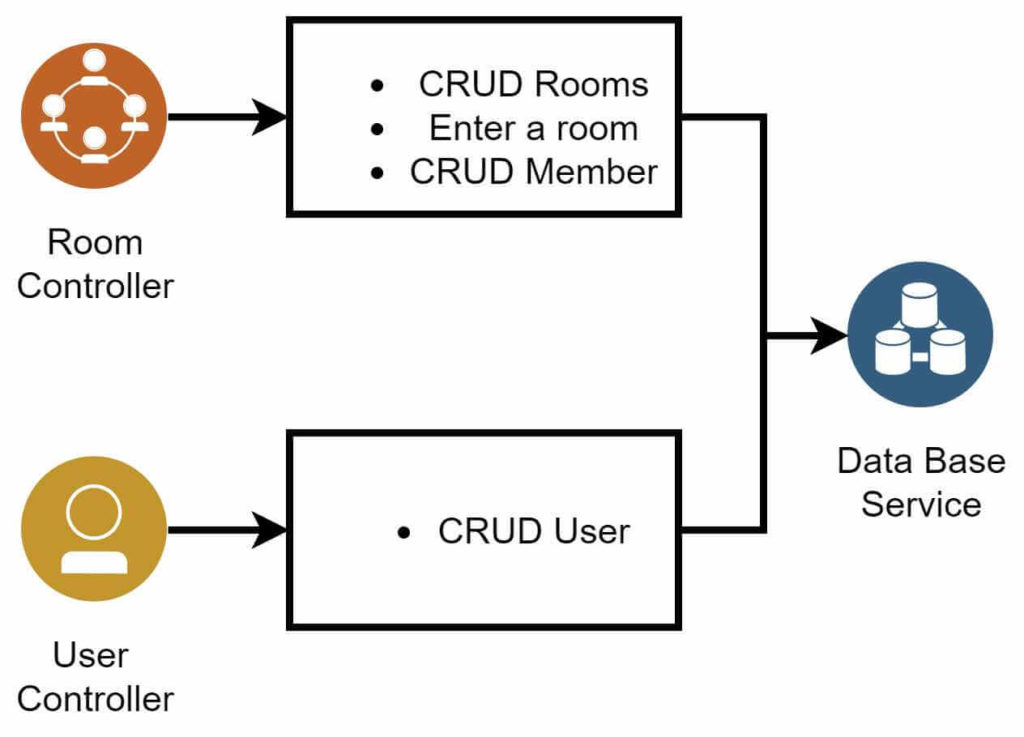 • CRUD Rooms
• Enter a room
• CRUD Member
Room
Controller
Data Base
Service
• CRUD User
User
Controller